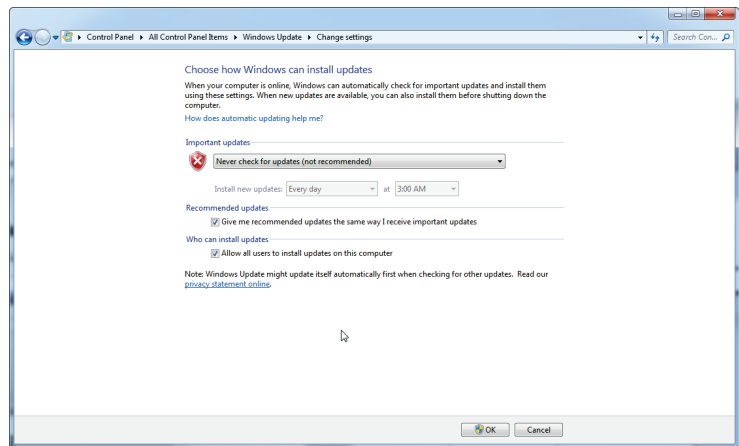 Control Panel ▸ All Control Panel Items ▸ Windows Update ▸ Change settings
Search Con...
Choose how Windows can install updates
When your computer is online, Windows can automatically check for important updates and install them
using these settings. When new updates are available, you can also install them before shutting down the
computer.
How does automatic updating help me?
Important updates
Never check for updates (not recommended)
Install new updates: Every day at 3:00 AM
Recommended updates
Give me recommended updates the same way I receive important updates
Who can install updates
Allow all users to install updates on this computer
Note: Windows Update might update itself automatically first when checking for other updates. Read our
privacy statement online.
OK Cancel